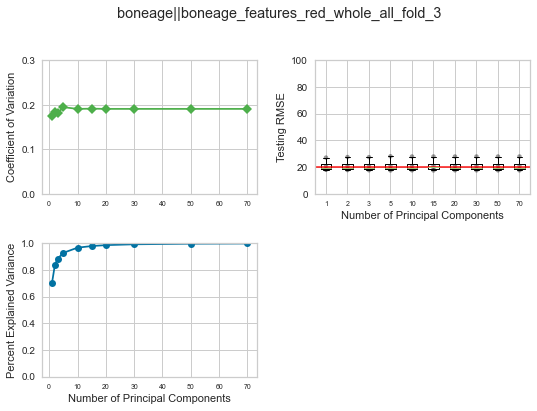 boneage||boneage_features_red_whole_all_fold_3
Coefficient of Variation
0.3
0.2
0.1
0.0
0 10 20 30 40 50 60 70
Testing RMSE
100
80
60
40
20
0
1 2 3 5 10 15 20 30 50 70
Number of Principal Components
Percent Explained Variance
1.0
0.8
0.6
0.4
0.2
0.0
0 10 20 30 40 50 60 70
Number of Principal Components